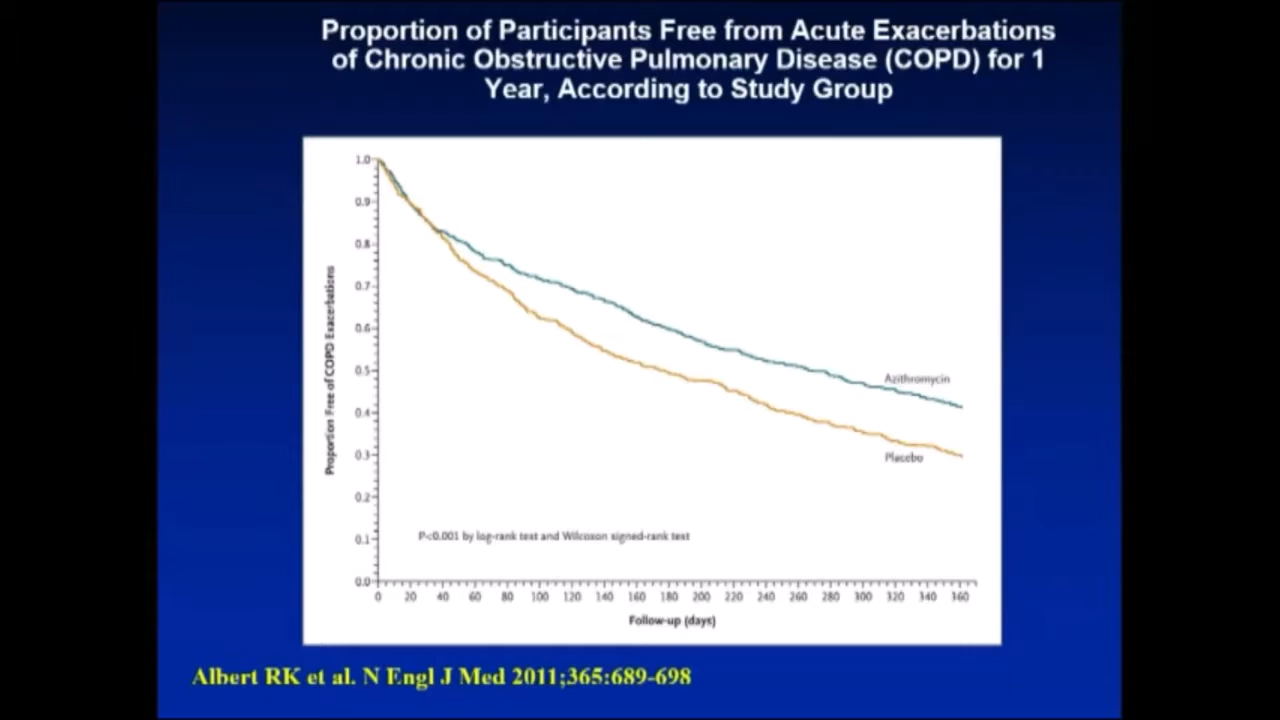 Proportion of Participants Free from Acute Exacerbations
of Chronic Obstructive Pulmonary Disease (COPD) for 1
Year, According to Study Group
1.0
0.9
0.8
0.7
0.6
0.5
0.4
0.3
0.2
0.1
0.0
Proportion Free of COPD Exacerbations
Azithromycin
Placebo
P<0.001 by log-rank test and Wilcoxon signed-rank test
0 20 40 60 80 100 120 140 160 180 200 220 240 260 280 300 320 340 360
Follow-up (days)
Albert RK et al. N Engl J Med 2011;365:689-698